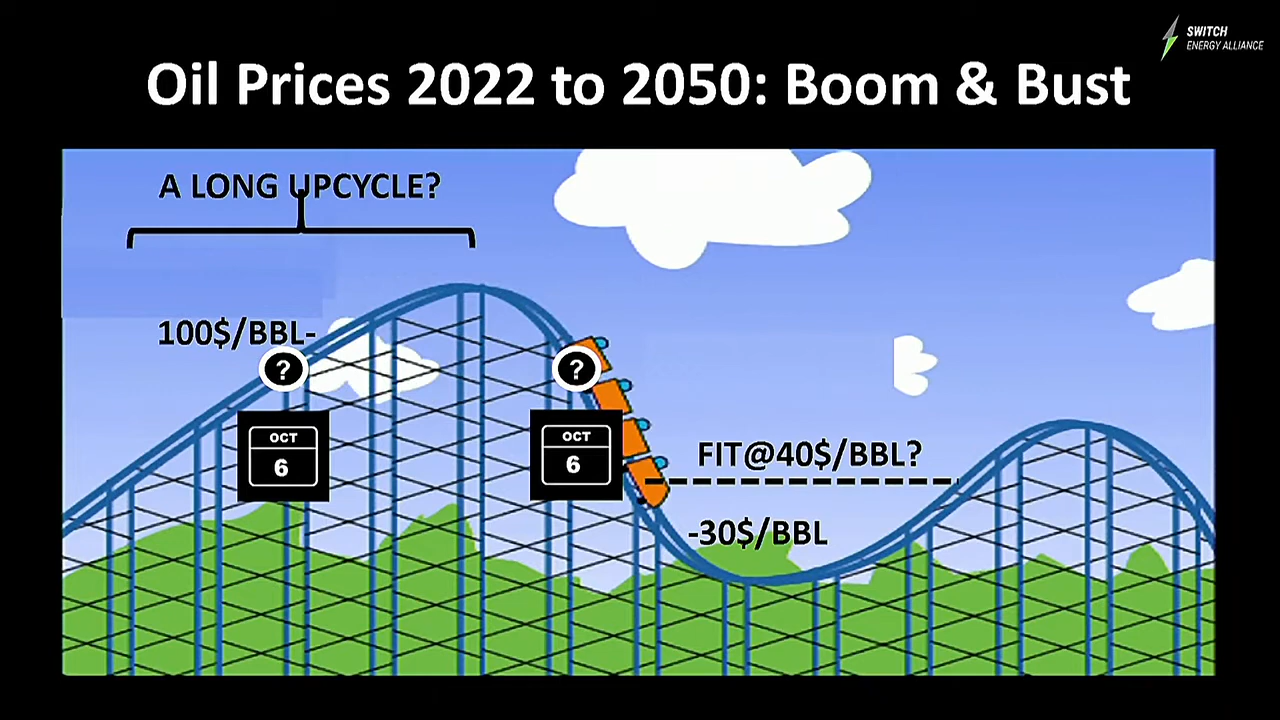 SWITCH
ENERGY ALLIANCE
Oil Prices 2022 to 2050: Boom & Bust
A LONG UPCYCLE?
100$/BBL-
?
?
OCT
6
OCT
6
FIT@40$/BBL?
-30$/BBL